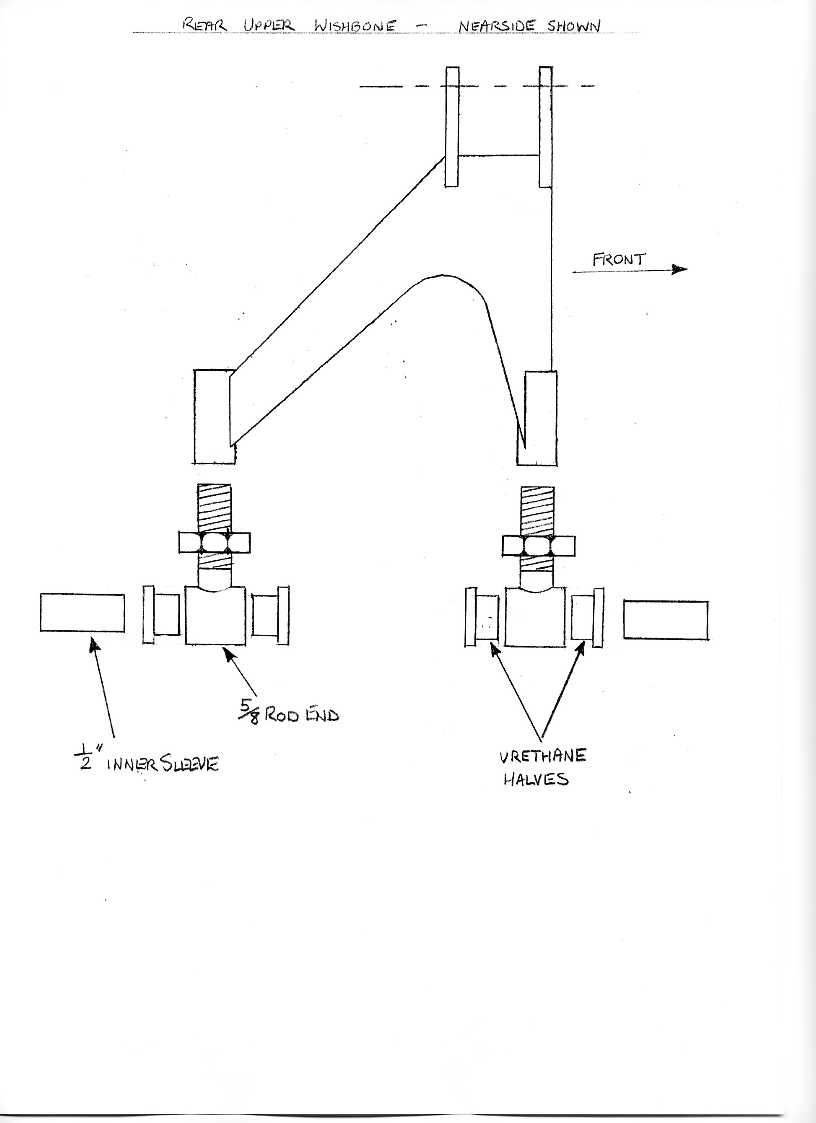 REAR UPPER WISHBONE - NEARSIDE SHOWN
FRONT
5/8 ROD END
1/2" INNER SLEEVE
URETHANE
HALVES